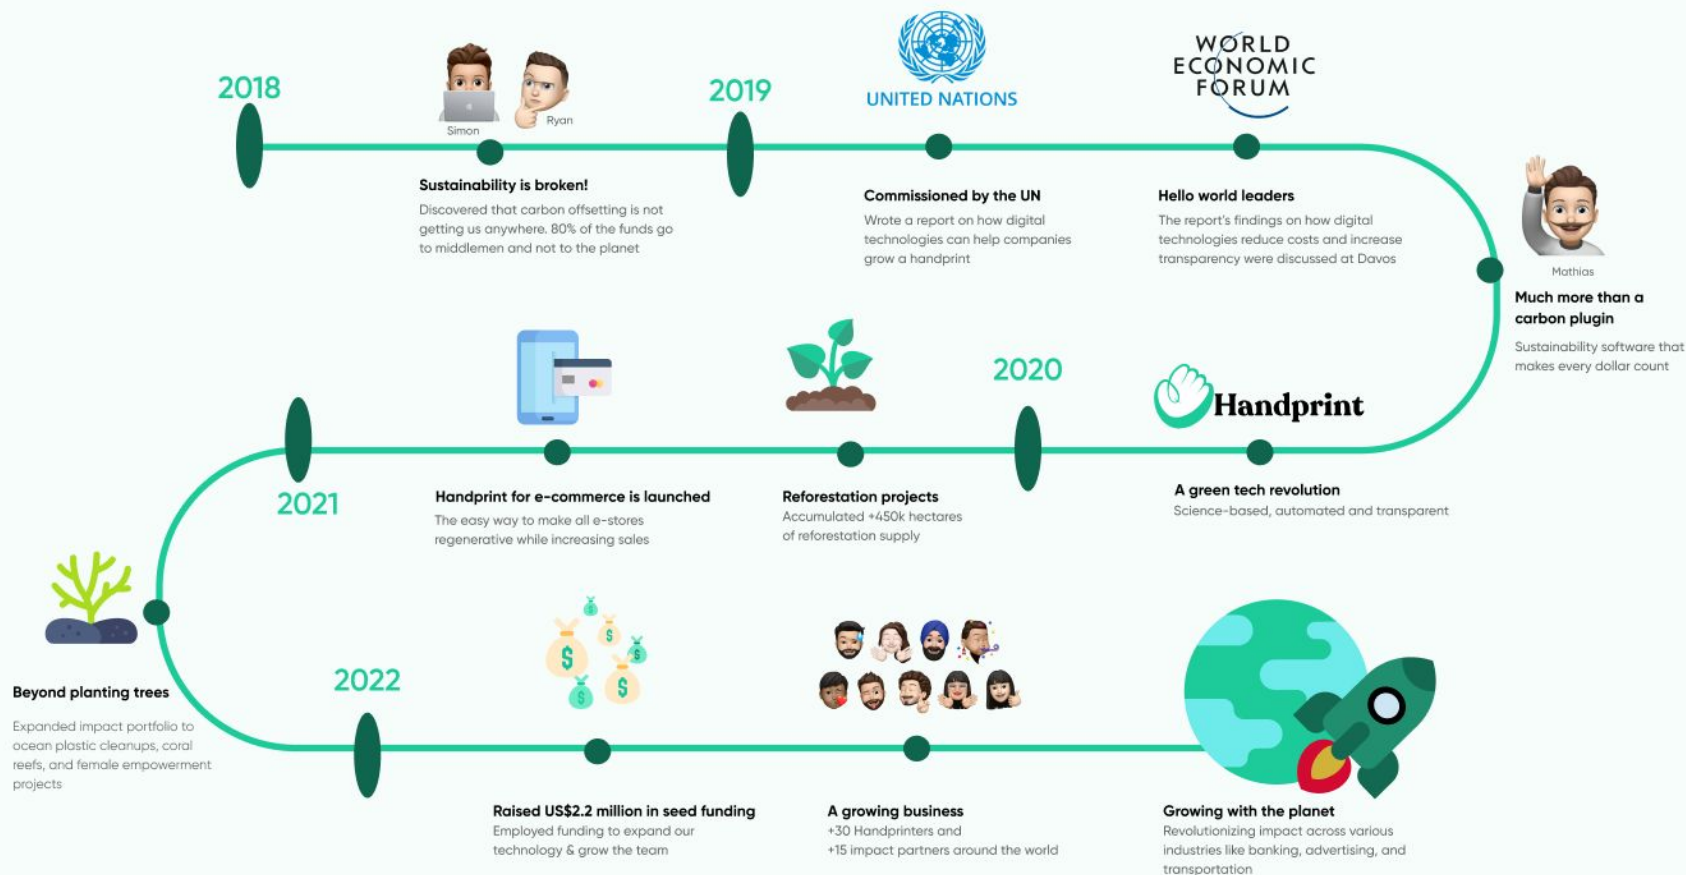 2018
Simon
Ryan
Sustainability is broken!
Discovered that carbon offsetting is not
getting us anywhere. 80% of the funds go
to middlemen and not to the planet
2019
UNITED NATIONS
Commissioned by the UN
Wrote a report on how digital
technologies can help companies
grow a handprint
WORLD
ECONOMIC
FORUM
Hello world leaders
The report's findings on how digital
technologies reduce costs and increase
transparency were discussed at Davos
Mathias
Much more than a
carbon plugin
Sustainability software that
makes every dollar count
Handprint
A green tech revolution
Science-based, automated and transparent
2020
Reforestation projects
Accumulated +450k hectares
of reforestation supply
Handprint for e-commerce is launched
The easy way to make all e-stores
regenerative while increasing sales
2021
Beyond planting trees
Expanded impact portfolio to
ocean plastic cleanups, coral
reefs, and female empowerment
projects
2022
Raised US$2.2 million in seed funding
Employed funding to expand our
technology & grow the team
A growing business
+30 Handprinters and
+15 impact partners around the world
Growing with the planet
Revolutionizing impact across various
industries like banking, advertising, and
transportation